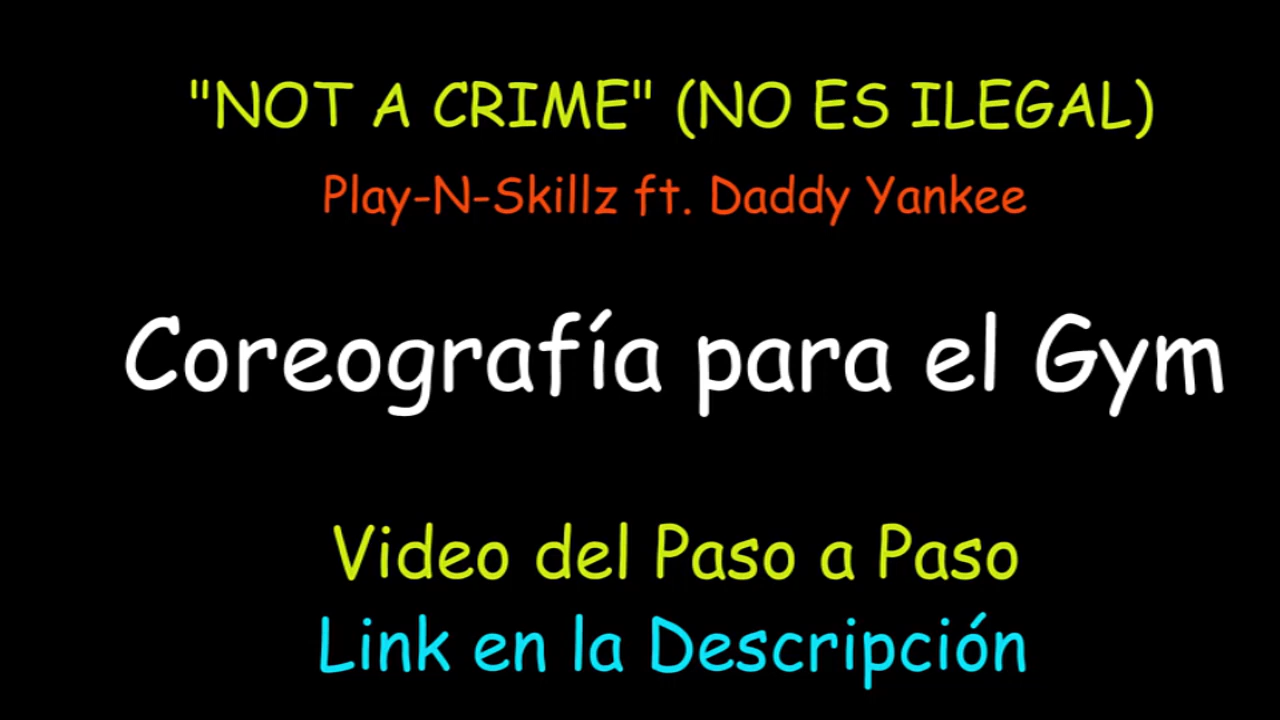 "NOT A CRIME" (NO ES ILEGAL)
Play-N-Skillz ft. Daddy Yankee
Coreografía para el Gym
Video del Paso a Paso
Link en la Descripción